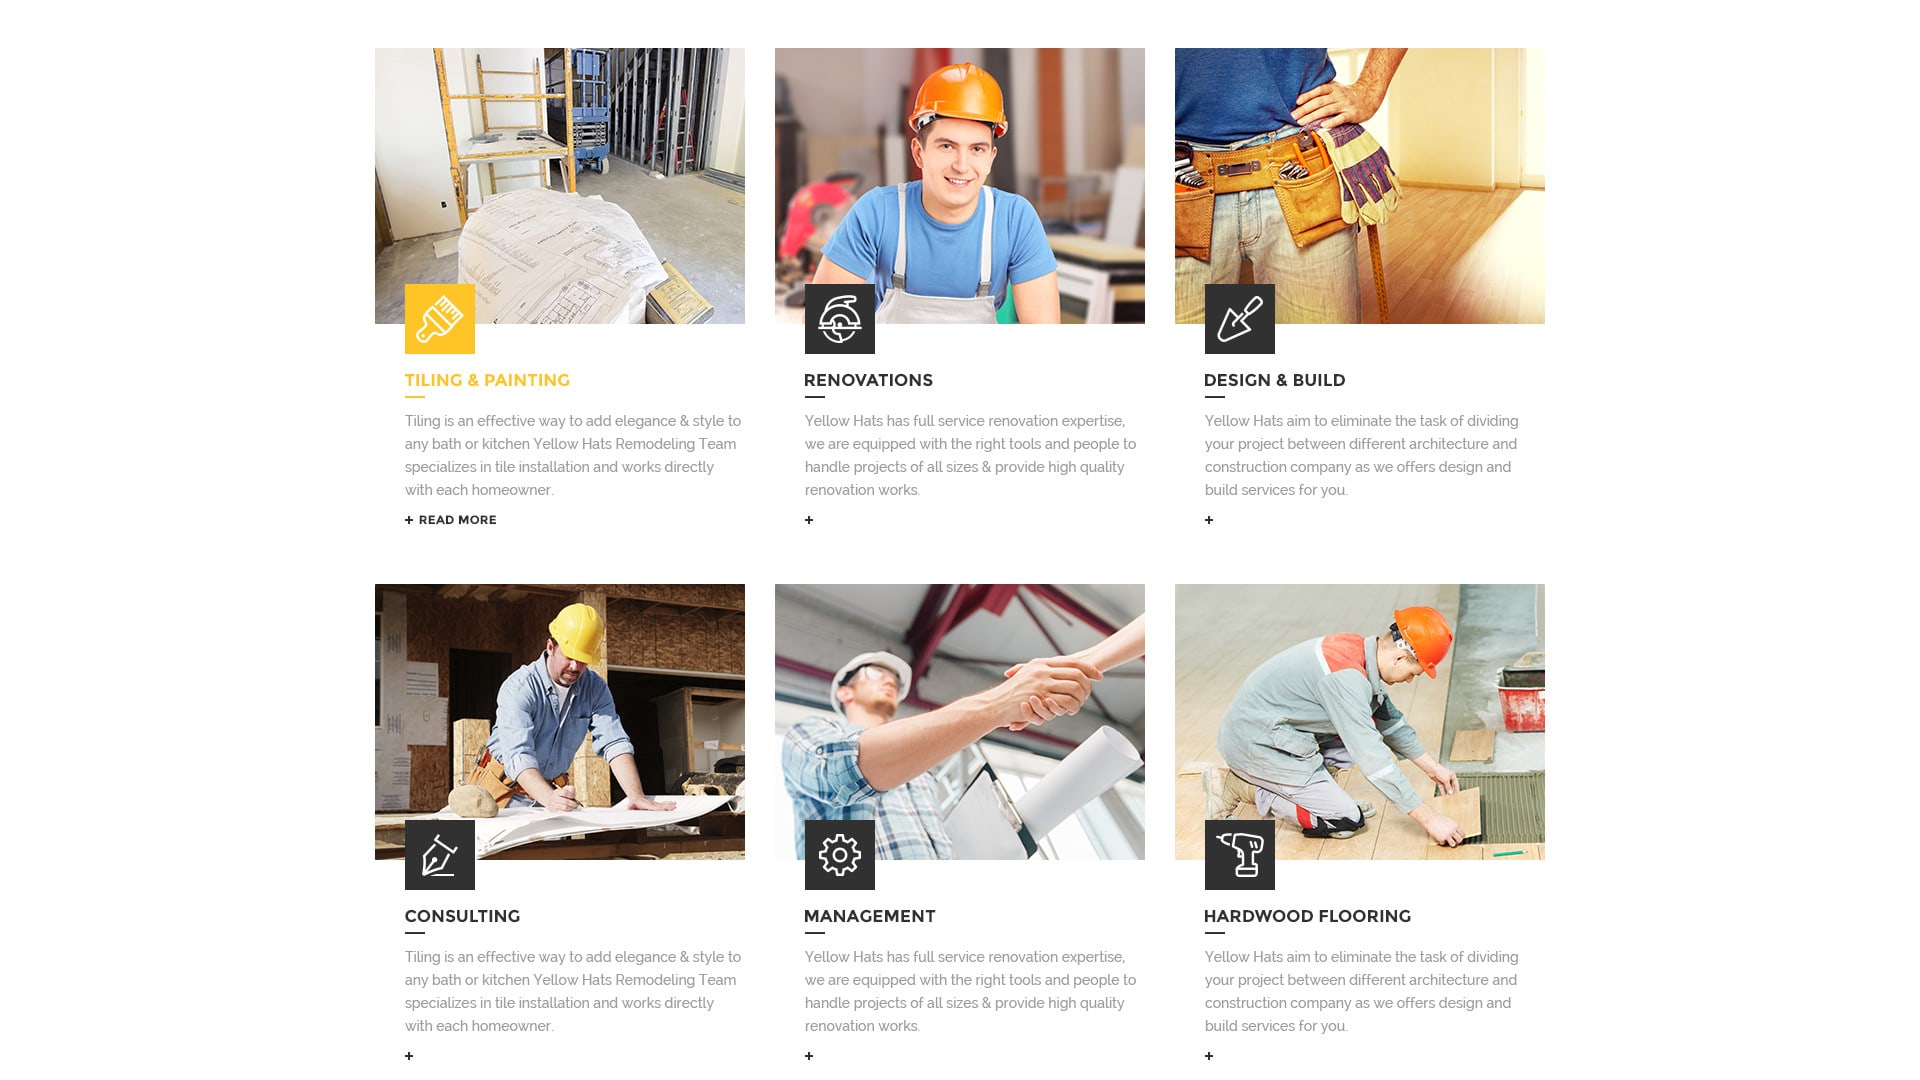 TILING & PAINTING
Tiling is an effective way to add elegance & style to
any bath or kitchen Yellow Hats Remodeling Team
specializes in tile installation and works directly
with each homeowner.
+ READ MORE
RENOVATIONS
Yellow Hats has full service renovation expertise,
we are equipped with the right tools and people to
handle projects of all sizes & provide high quality
renovation works.
+
DESIGN & BUILD
Yellow Hats aim to eliminate the task of dividing
your project between different architecture and
construction company as we offers design and
build services for you.
+
CONSULTING
Tiling is an effective way to add elegance & style to
any bath or kitchen Yellow Hats Remodeling Team
specializes in tile installation and works directly
with each homeowner.
+
MANAGEMENT
Yellow Hats has full service renovation expertise,
we are equipped with the right tools and people to
handle projects of all sizes & provide high quality
renovation works.
+
HARDWOOD FLOORING
Yellow Hats aim to eliminate the task of dividing
your project between different architecture and
construction company as we offers design and
build services for you.
+